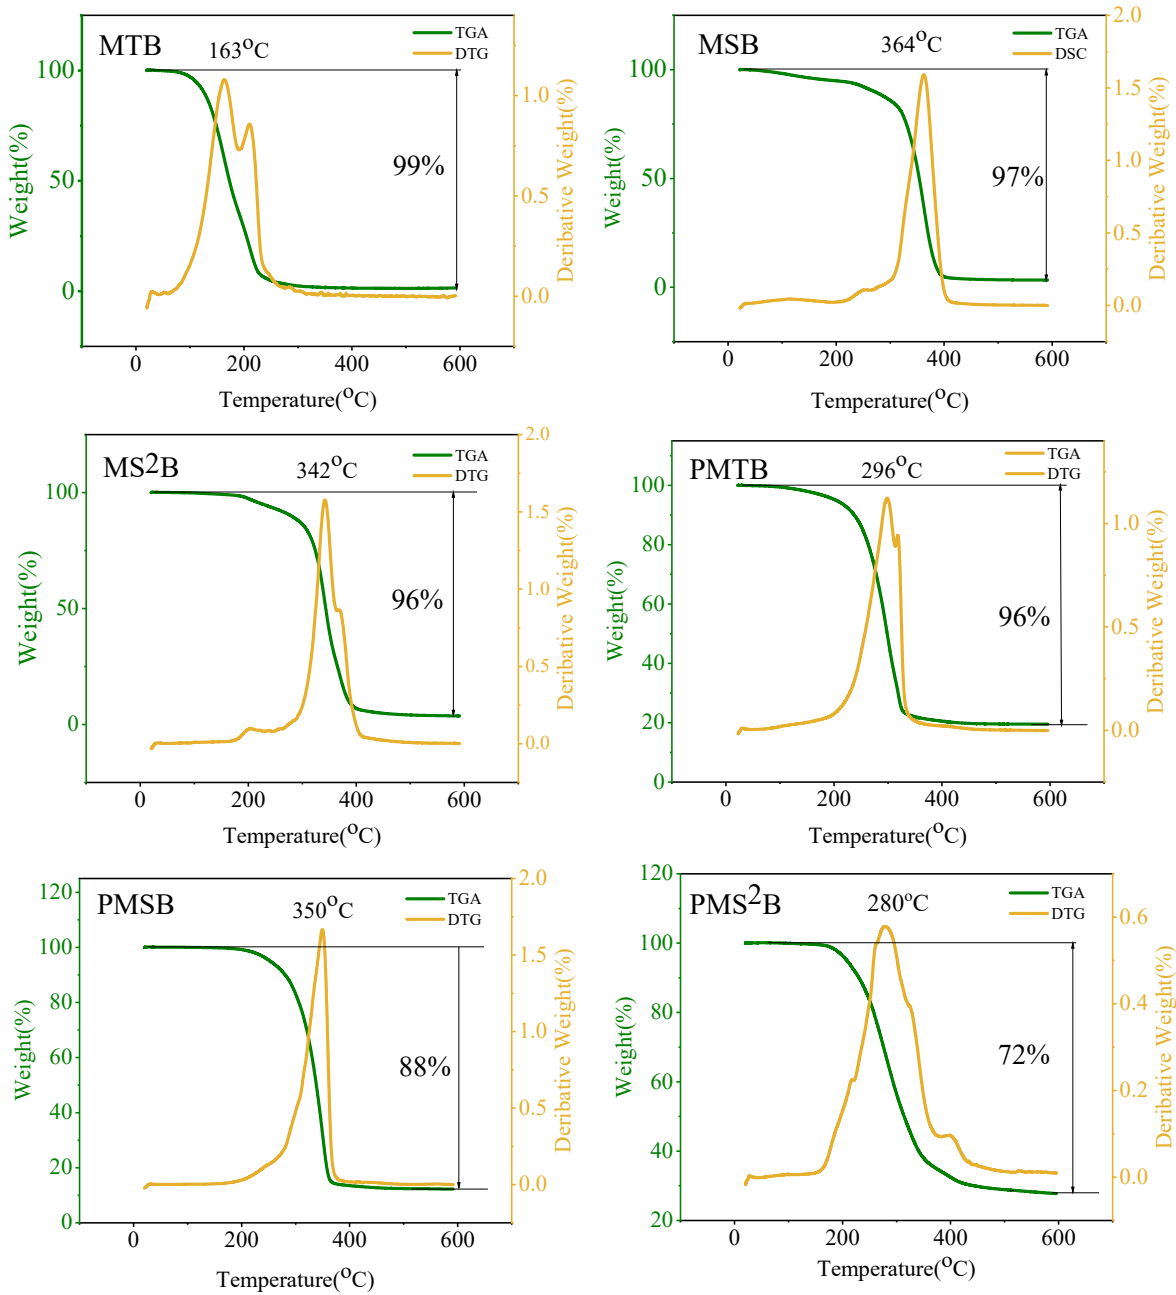 MTB
163°C
TGA
DTG
99%
100
50
0
Weight(%)
1.0
0.5
0.0
Deribative Weight(%)
0 200 400 600
Temperature(°C)
MSB
364°C
TGA
DSC
97%
100
50
0
Weight(%)
2.0
1.5
1.0
0.5
0.0
Deribative Weight(%)
0 200 400 600
Temperature(°C)
MS²B
342°C
TGA
DTG
96%
100
50
0
Weight(%)
2.0
1.5
1.0
0.5
0.0
Deribative Weight(%)
0 200 400 600
Temperature(°C)
PMTB
296°C
TGA
DTG
96%
100
80
60
40
20
0
Weight(%)
1.0
0.5
0.0
Deribative Weight(%)
0 200 400 600
Temperature(°C)
PMSB
350°C
TGA
DTG
88%
120
100
80
60
40
20
0
Weight(%)
2.0
1.5
1.0
0.5
0.0
Deribative Weight(%)
0 200 400 600
Temperature(°C)
PMS²B
280°C
TGA
DTG
72%
120
100
80
60
40
20
Weight(%)
0.6
0.4
0.2
0.0
Deribative Weight(%)
0 200 400 600
Temperature(°C)